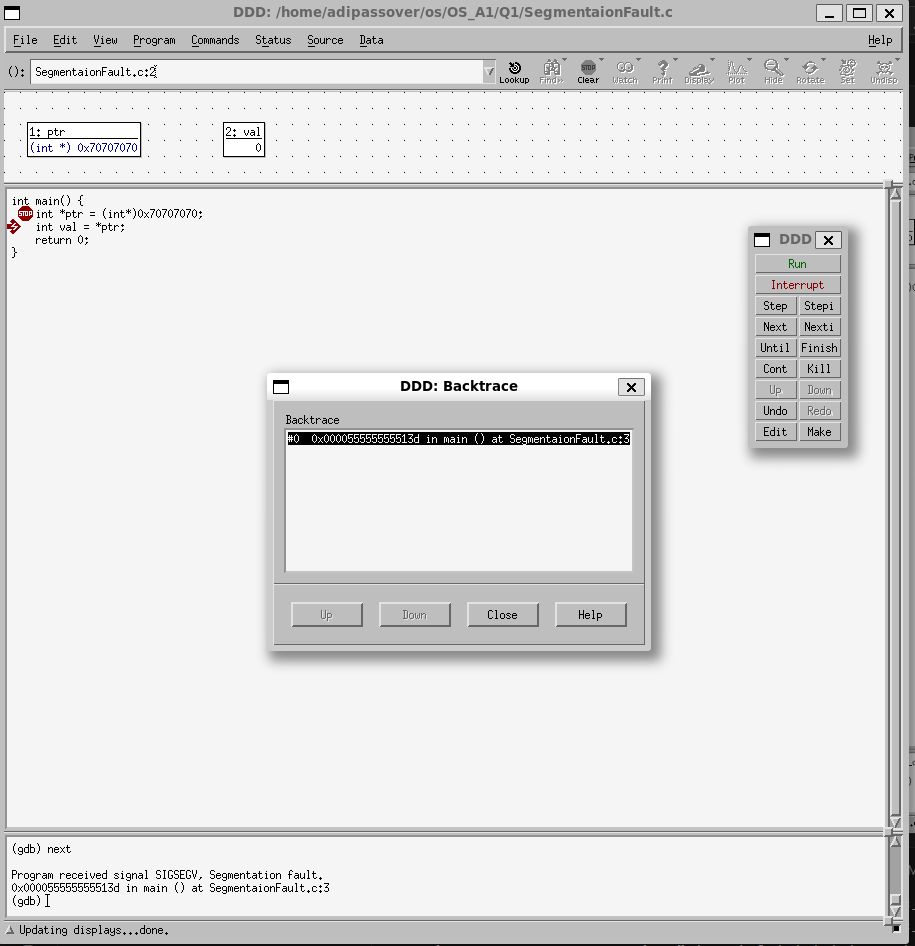 DDD: /home/adipassover/os/OS_A1/Q1/SegmentaionFault.c
File Edit View Program Commands Status Source Data Help
(): SegmentaionFault.c:2
Lookup Find>> Clear Watch Print Display Plot Hide Rotate Set Undisp
STOP
1: ptr
(int *) 0x70707070
2: val
0
int main() {
STOP int *ptr = (int*)0x70707070;
int val = *ptr;
return 0;
}
DDD
Run
Interrupt
Step Stepi
Next Nexti
Until Finish
Cont Kill
Up Down
Undo Redo
Edit Make
DDD: Backtrace
Backtrace
#0 0x000055555555513d in main () at SegmentaionFault.c:3
Up Down Close Help
(gdb) next
Program received signal SIGSEGV, Segmentation fault.
0x000055555555513d in main () at SegmentaionFault.c:3
(gdb)
Updating displays...done.